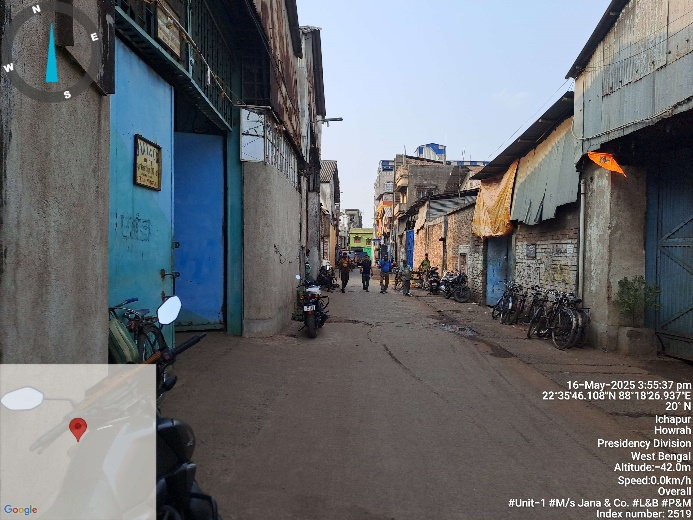 N
E
W
S
16-May-2025 3:55:37 pm
22°35'46.108"N 88°18'26.937"E
20° N
Ichapur
Howrah
Presidency Division
West Bengal
Altitude:-42.0m
Speed:0.0km/h
Overall
#Unit-1 #M/s Jana & Co. #L&B #P&M
Index number: 2519
Google